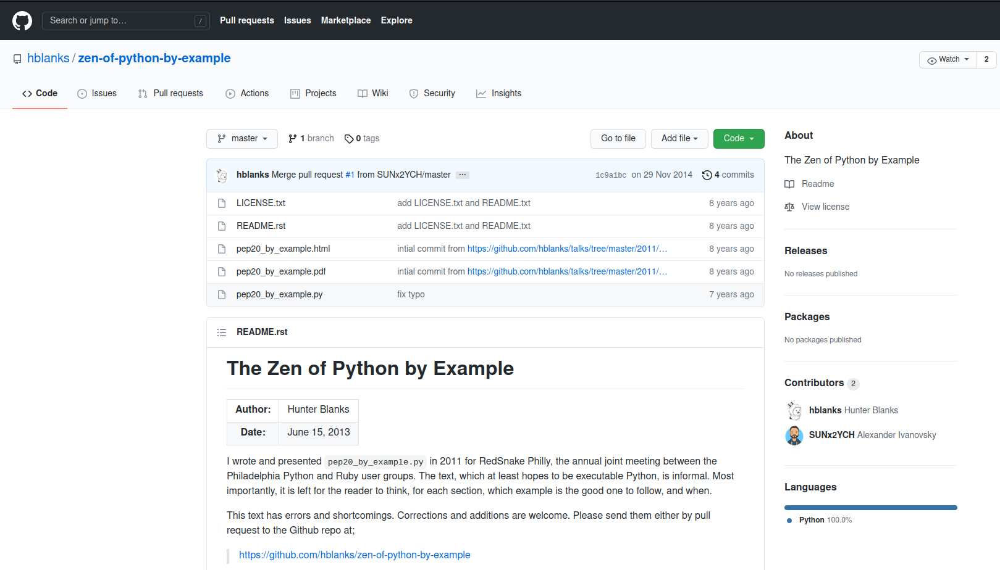 Search or jump to… /
Pull requests Issues Marketplace Explore
hblanks / zen-of-python-by-example
Watch 2
Code Issues Pull requests Actions Projects Wiki Security Insights
master 1 branch 0 tags Go to file Add file Code
hblanks Merge pull request #1 from SUNx2YCH/master … 1c9a1bc on 29 Nov 2014 4 commits
LICENSE.txt add LICENSE.txt and README.txt 8 years ago
README.rst add LICENSE.txt and README.txt 8 years ago
pep20_by_example.html intial commit from https://github.com/hblanks/talks/tree/master/2011/… 8 years ago
pep20_by_example.pdf intial commit from https://github.com/hblanks/talks/tree/master/2011/… 8 years ago
pep20_by_example.py fix typo 7 years ago
README.rst
The Zen of Python by Example
Author: Hunter Blanks
Date: June 15, 2013
I wrote and presented pep20_by_example.py in 2011 for RedSnake Philly, the annual joint meeting between the
Philadelphia Python and Ruby user groups. The text, which at least hopes to be executable Python, is informal. Most
importantly, it is left for the reader to think, for each section, which example is the good one to follow, and when.
This text has errors and shortcomings. Corrections and additions are welcome. Please send them either by pull
request to the Github repo at;
https://github.com/hblanks/zen-of-python-by-example
About
The Zen of Python by Example
Readme
View license
Releases
No releases published
Packages
No packages published
Contributors 2
hblanks Hunter Blanks
SUNx2YCH Alexander Ivanovsky
Languages
Python 100.0%